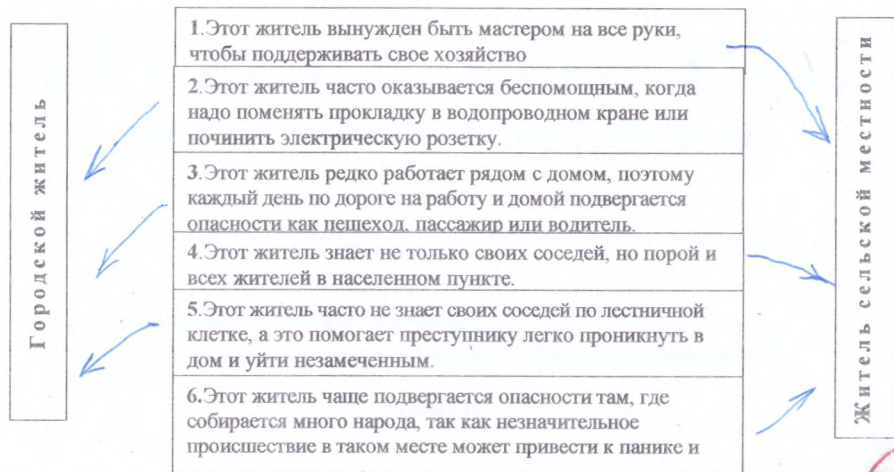 Городской житель
1.Этот житель вынужден быть мастером на все руки,
чтобы поддерживать свое хозяйство
2.Этот житель часто оказывается беспомощным, когда
надо поменять прокладку в водопроводном кране или
починить электрическую розетку.
3.Этот житель редко работает рядом с домом, поэтому
каждый день по дороге на работу и домой подвергается
опасности как пешеход, пассажир или водитель.
4.Этот житель знает не только своих соседей, но порой и
всех жителей в населенном пункте.
5.Этот житель часто не знает своих соседей по лестничной
клетке, а это помогает преступнику легко проникнуть в
дом и уйти незамеченным.
6.Этот житель чаще подвергается опасности там, где
собирается много народа, так как незначительное
происшествие в таком месте может привести к панике и
Житель сельской местности